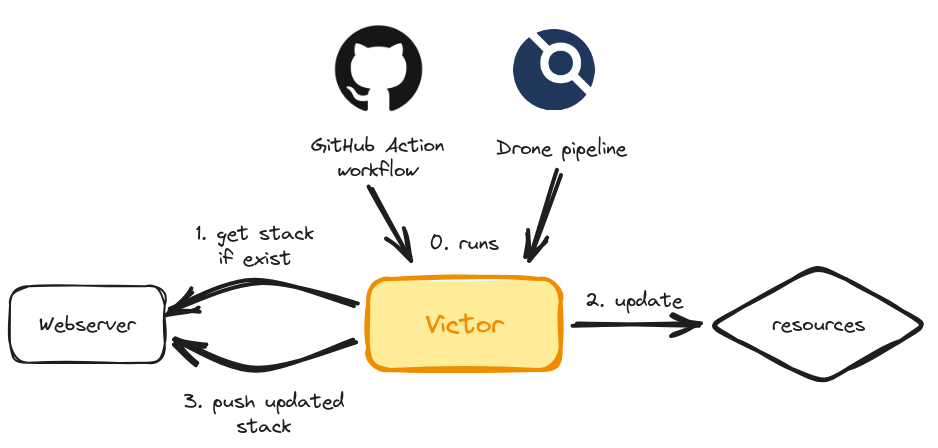 GitHub Action
workflow
Drone pipeline
1. get stack
if exist
0. runs
Webserver
Victor
2. update
resources
3. push updated
stack